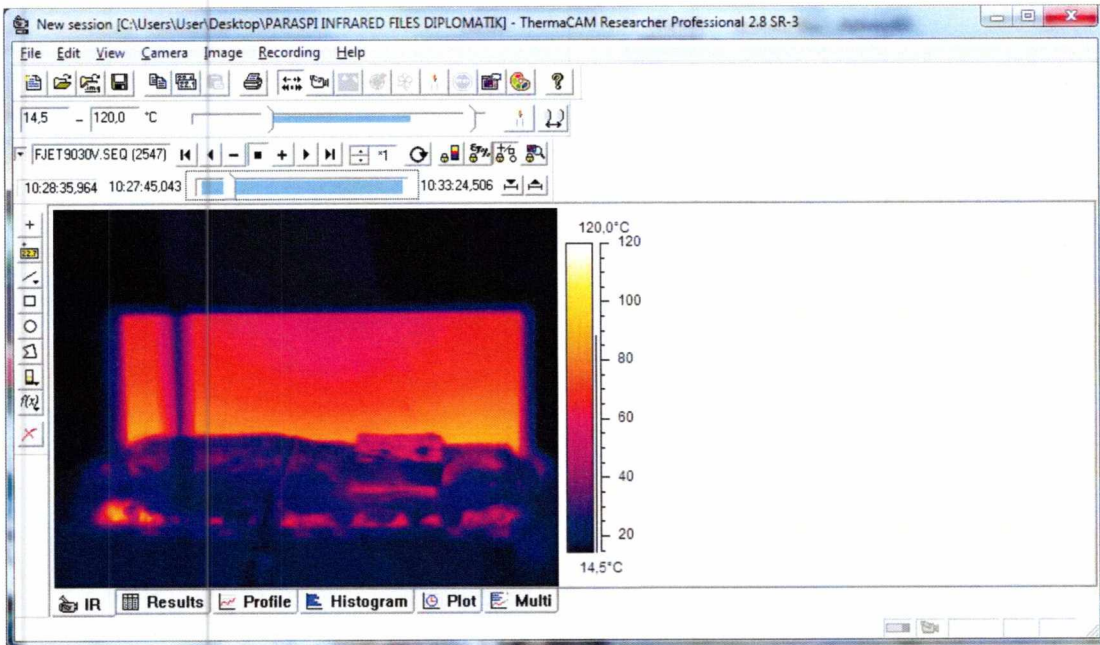 New session [C:\Users\User\Desktop\PARASPI INFRARED FILES DIPLOMATIK] - ThermaCAM Researcher Professional 2.8 SR-3
File Edit View Camera Image Recording Help
14,5 - 120,0 °C
FJET9030V.SEQ (2547) ×1
10:28:35,964 10:27:45,043 10:33:24,506
120,0°C
120
100
80
60
40
20
14,5°C
22.7
f(x)
IR Results Profile Histogram Plot Multi